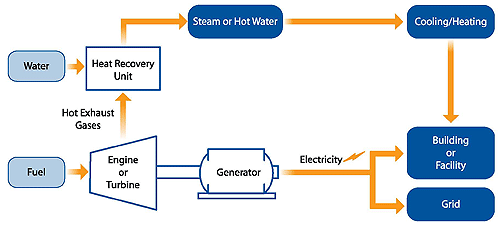 Steam or Hot Water
Cooling/Heating
Water
Heat Recovery
Unit
Hot Exhaust
Gases
Fuel
Engine
or
Turbine
Generator
Electricity
Building
or
Facility
Grid